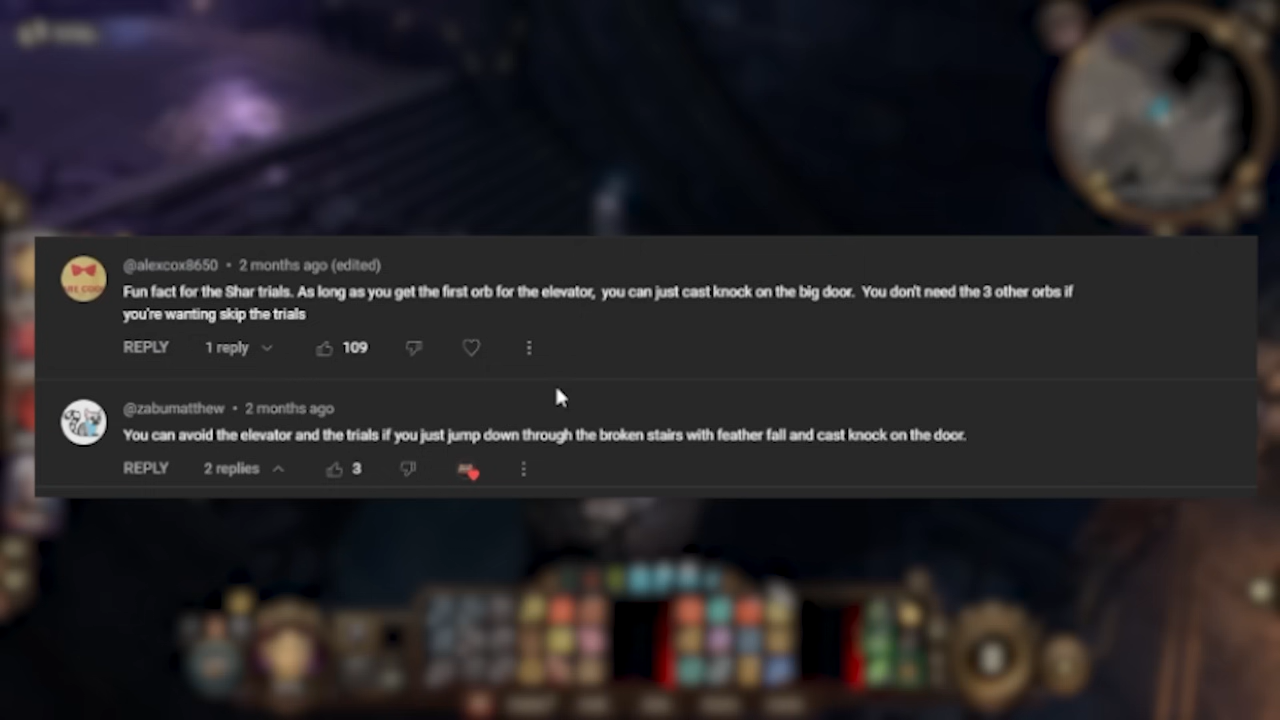 @alexcox8650 • 2 months ago (edited)
Fun fact for the Shar trials. As long as you get the first orb for the elevator, you can just cast knock on the big door. You don't need the 3 other orbs if
you're wanting skip the trials
REPLY 1 reply 109
@zabumatthew • 2 months ago
You can avoid the elevator and the trials if you just jump down through the broken stairs with feather fall and cast knock on the door.
REPLY 2 replies 3